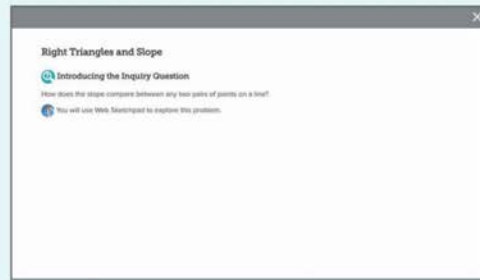 Right Triangles and Slope
Introducing the Inquiry Question
How does the slope compare between any two pairs of points on a line?
You will use Web Sketchpad to explore this problem.